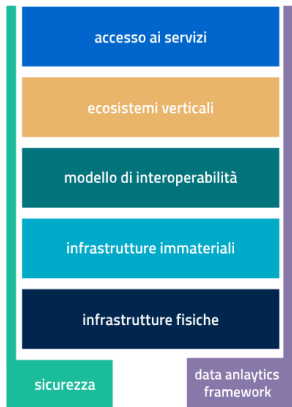 accesso ai servizi
ecosistemi verticali
modello di interoperabilità
infrastrutture immateriali
infrastrutture fisiche
sicurezza
data anlaytics
framework